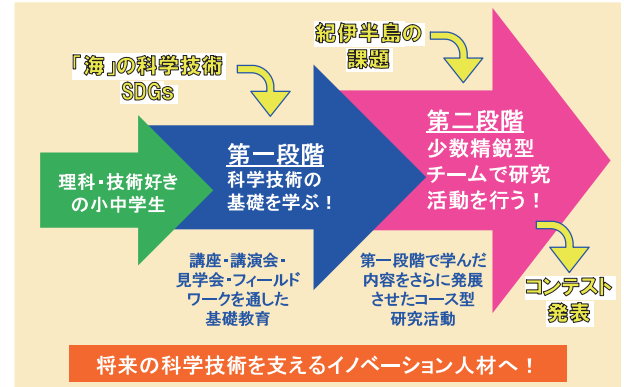 「海」の科学技術
SDGs
紀伊半島の
課題
理科・技術好き
の小中学生
第一段階
科学技術の
基礎を学ぶ！
第二段階
少数精鋭型
チームで研究
活動を行う！
講座・講演会・
見学会・フィールド
ワークを通した
基礎教育
第一段階で学んだ
内容をさらに発展
させたコース型
研究活動
コンテスト
発表
将来の科学技術を支えるイノベーション人材へ！